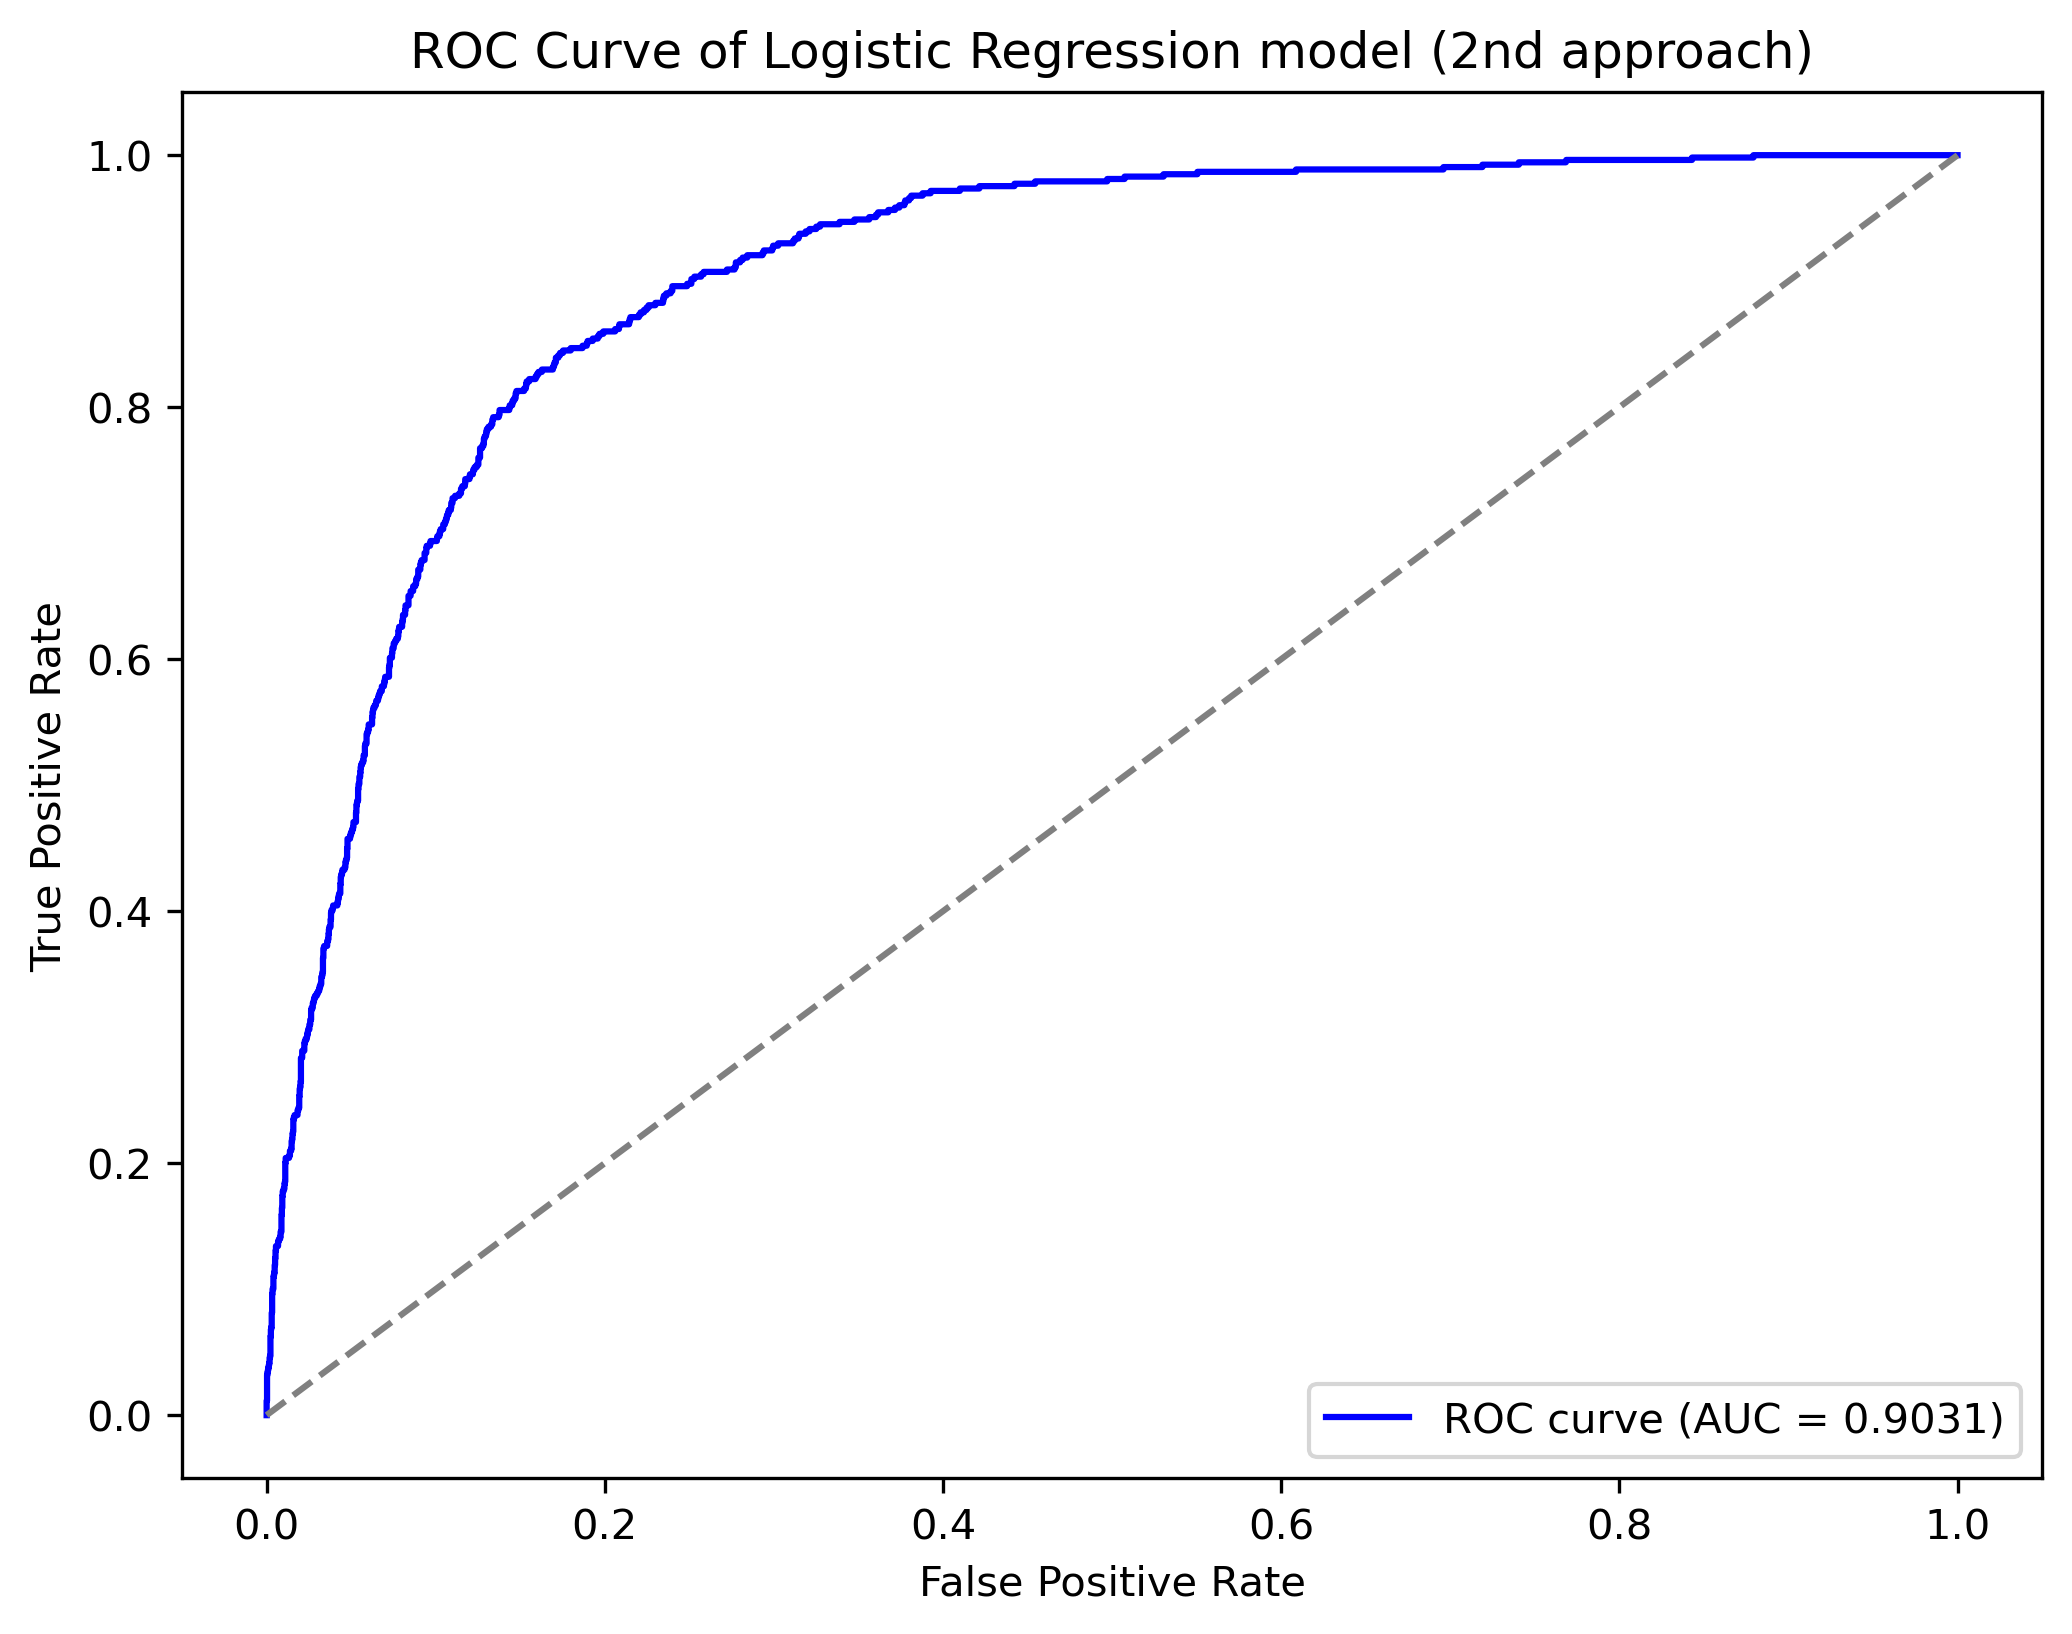 ROC Curve of Logistic Regression model (2nd approach)
True Positive Rate
1.0
0.8
0.6
0.4
0.2
0.0
ROC curve (AUC = 0.9031)
0.0 0.2 0.4 0.6 0.8 1.0
False Positive Rate